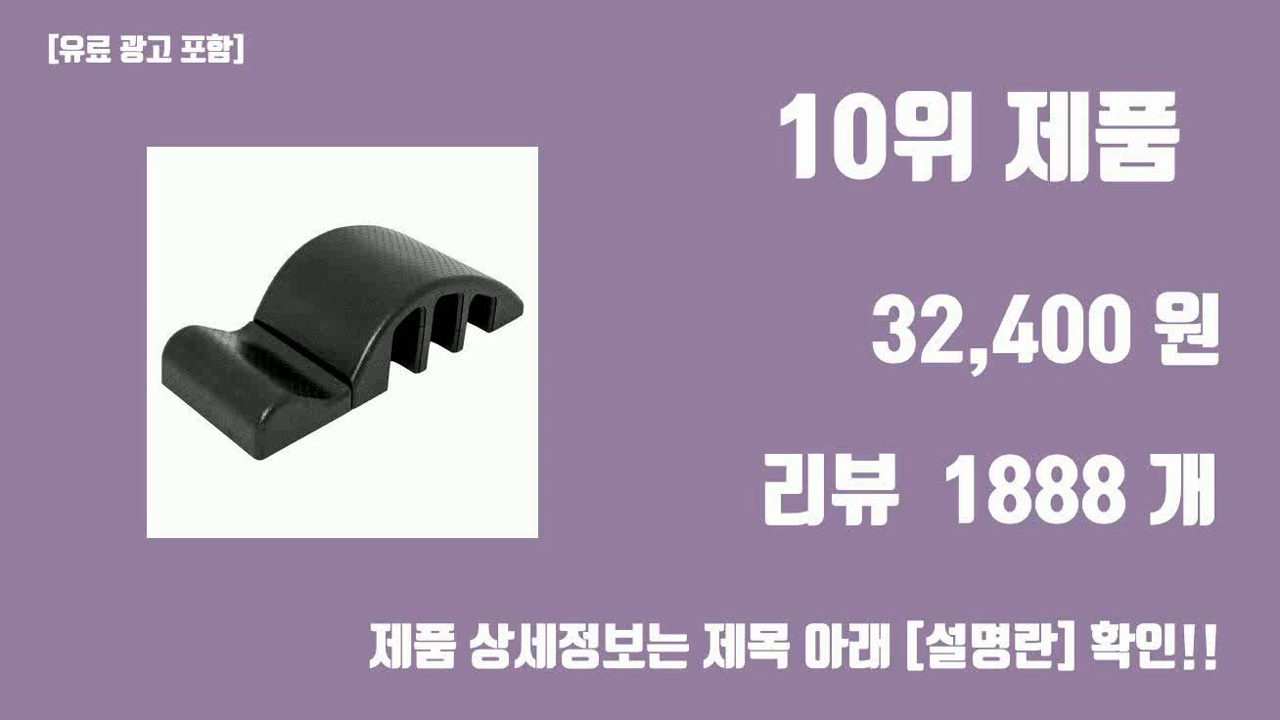 [유료 광고 포함]
10위 제품
32,400 원
리뷰 1888 개
제품 상세정보는 제목 아래 [설명란] 확인!!